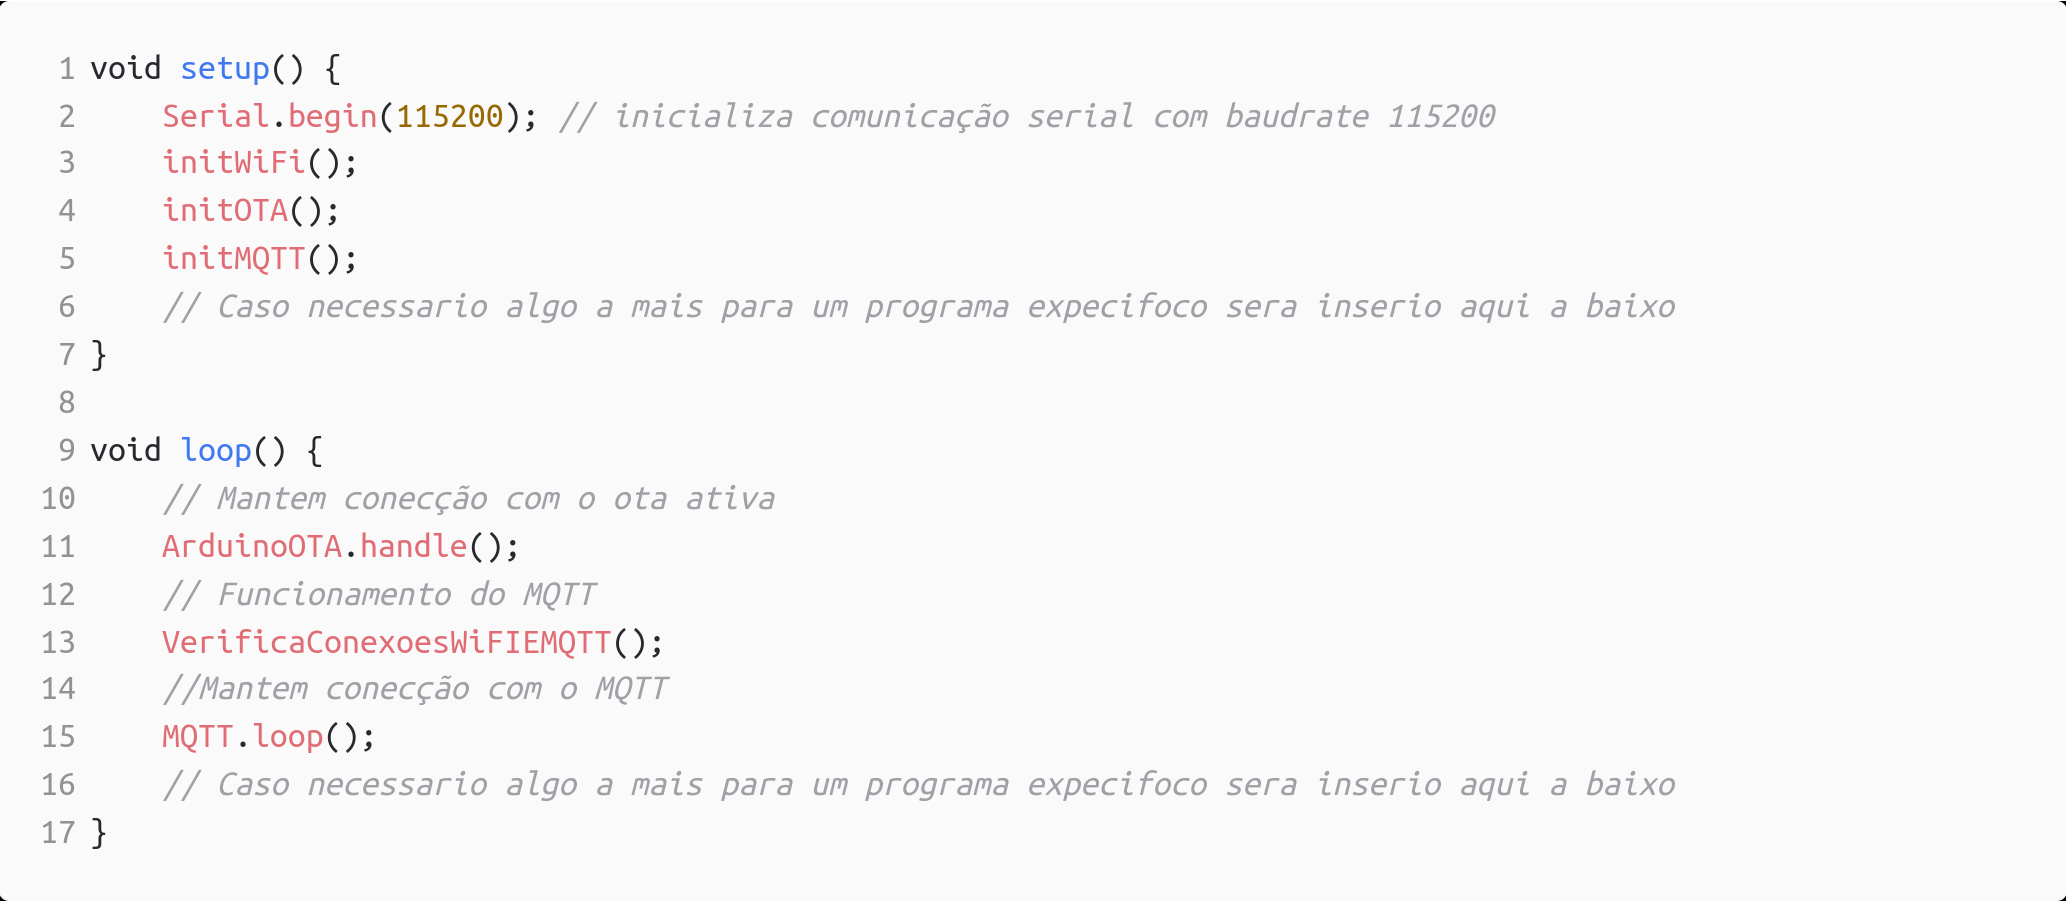 1 void setup() {
2     Serial.begin(115200); // inicializa comunicação serial com baudrate 115200
3     initWiFi();
4     initOTA();
5     initMQTT();
6     // Caso necessario algo a mais para um programa expecifoco sera inserio aqui a baixo
7 }
8
9 void loop() {
10     // Mantem conecção com o ota ativa
11     ArduinoOTA.handle();
12     // Funcionamento do MQTT
13     VerificaConexoesWiFIEMQTT();
14     //Mantem conecção com o MQTT
15     MQTT.loop();
16     // Caso necessario algo a mais para um programa expecifoco sera inserio aqui a baixo
17 }